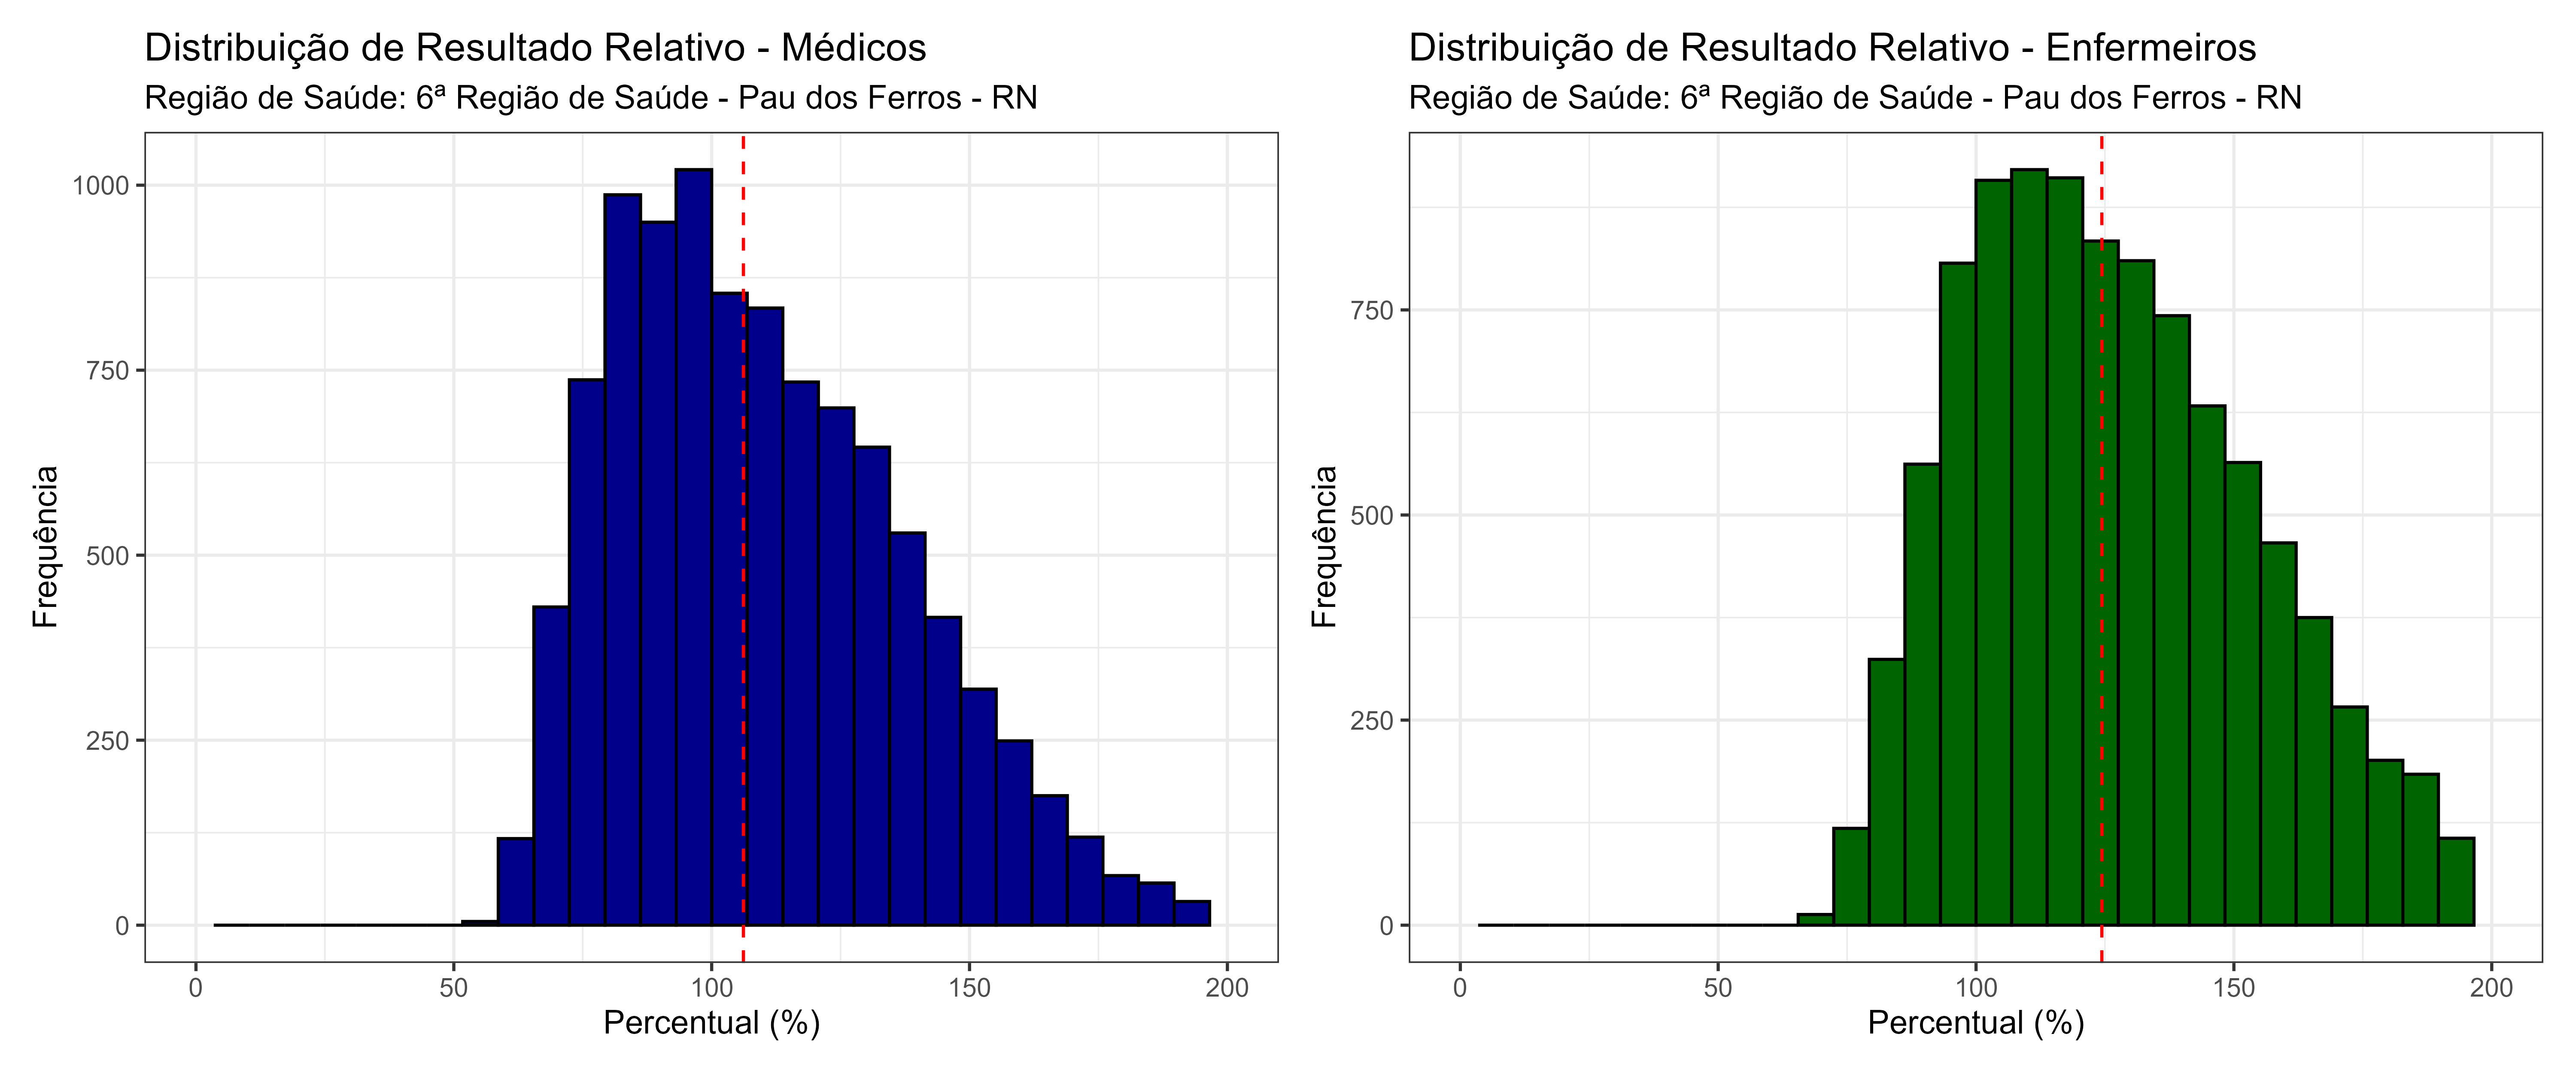 Distribuição de Resultado Relativo - Médicos
Região de Saúde: 6ª Região de Saúde - Pau dos Ferros - RN
Frequência
1000
750
500
250
0
0 50 100 150 200
Percentual (%)
Distribuição de Resultado Relativo - Enfermeiros
Região de Saúde: 6ª Região de Saúde - Pau dos Ferros - RN
Frequência
750
500
250
0
0 50 100 150 200
Percentual (%)